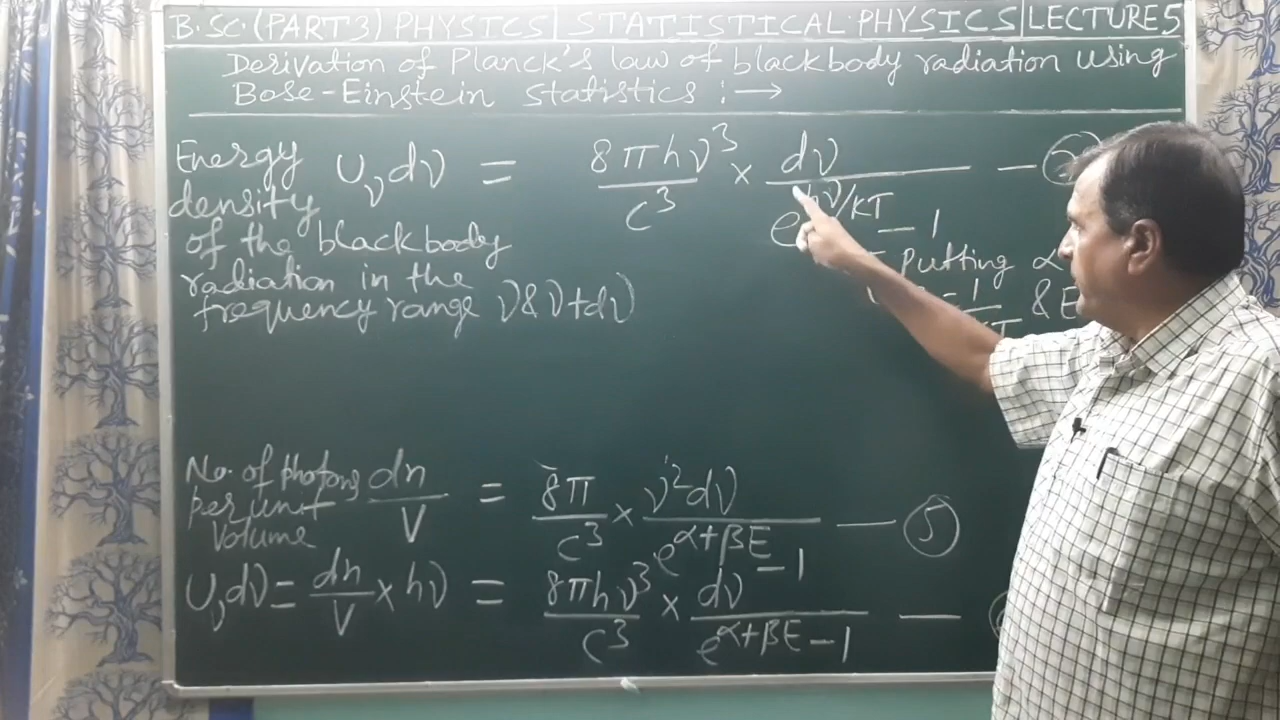 B.SC.(PART 3) PHYSICS | STATISTICAL PHYSICS | LECTURE 5
Derivation of Planck's law of blackbody radiation using
Bose-Einstein statistics :→
Energy density of the blackbody radiation in the frequency range ν & ν+dν
U_ν dν = 8πhν³/c³ × dν/(e^(hν/KT) − 1) —
Putting α
1 & E
No. of photons per unit Volume dn/V = 8π/c³ × ν²dν/(e^(α+βE) − 1) — ⑤
U_ν dν = dn/V × hν = 8πhν³/c³ × dν/(e^(α+βE) − 1) —